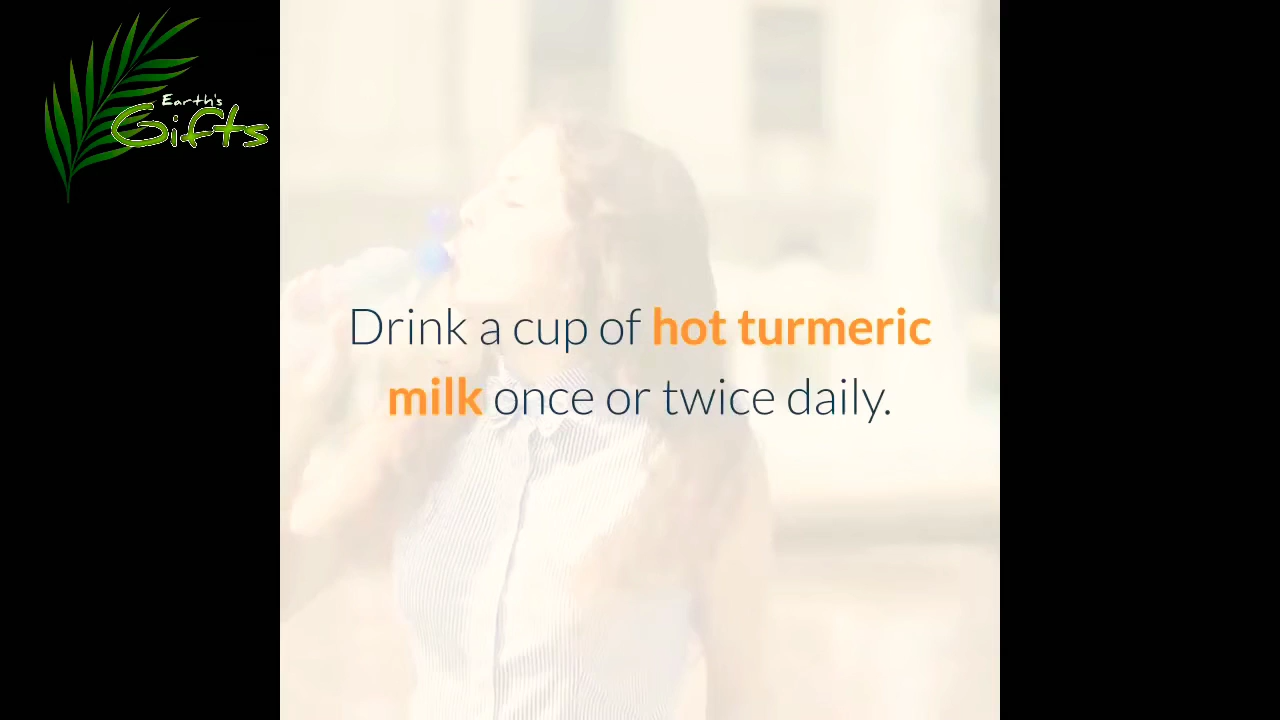 Earth's
Gifts
Drink a cup of hot turmeric
milk once or twice daily.